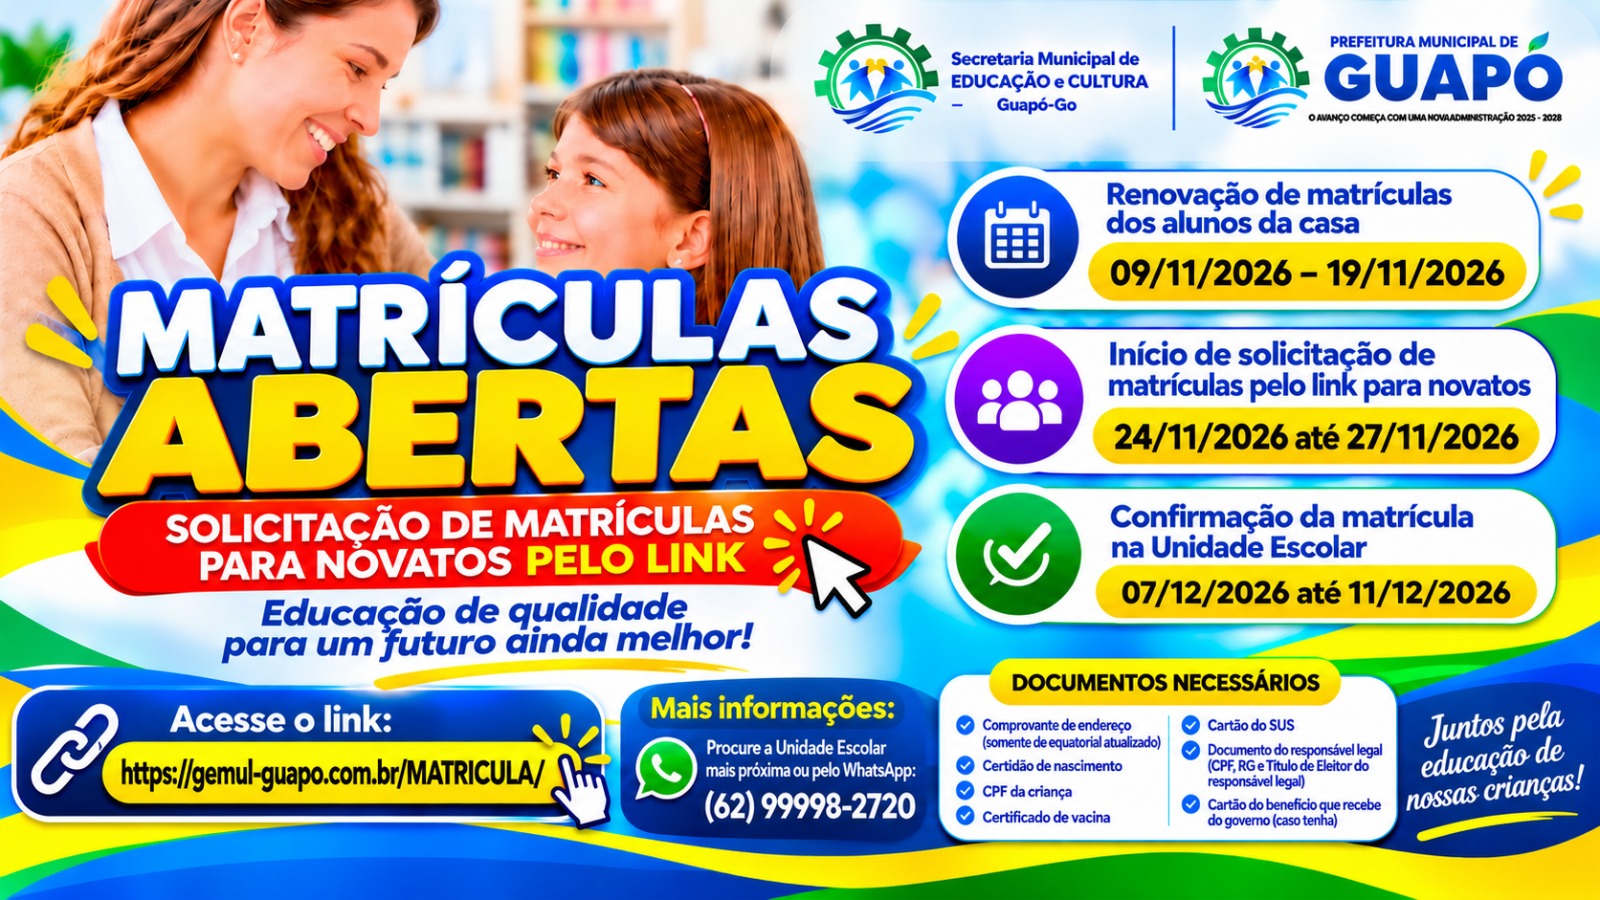 Secretaria Municipal de
EDUCAÇÃO e CULTURA
– Guapó-Go
PREFEITURA MUNICIPAL DE
GUAPÓ
O AVANÇO COMEÇA COM UMA NOVA ADMINISTRAÇÃO 2025 - 2028
MATRÍCULAS
ABERTAS
SOLICITAÇÃO DE MATRÍCULAS
PARA NOVATOS PELO LINK
Educação de qualidade
para um futuro ainda melhor!
Renovação de matrículas
dos alunos da casa
09/11/2026 – 19/11/2026
Início de solicitação de
matrículas pelo link para novatos
24/11/2026 até 27/11/2026
Confirmação da matrícula
na Unidade Escolar
07/12/2026 até 11/12/2026
Acesse o link:
https://gemul-guapo.com.br/MATRICULA/
Mais informações:
Procure a Unidade Escolar
mais próxima ou pelo WhatsApp:
(62) 99998-2720
DOCUMENTOS NECESSÁRIOS
Comprovante de endereço
(somente de equatorial atualizado)
Certidão de nascimento
CPF da criança
Certificado de vacina
Cartão do SUS
Documento do responsável legal
(CPF, RG e Titulo de Eleitor do
responsável legal)
Cartão do benefício que recebe
do governo (caso tenha)
Juntos pela
educação de
nossas crianças!